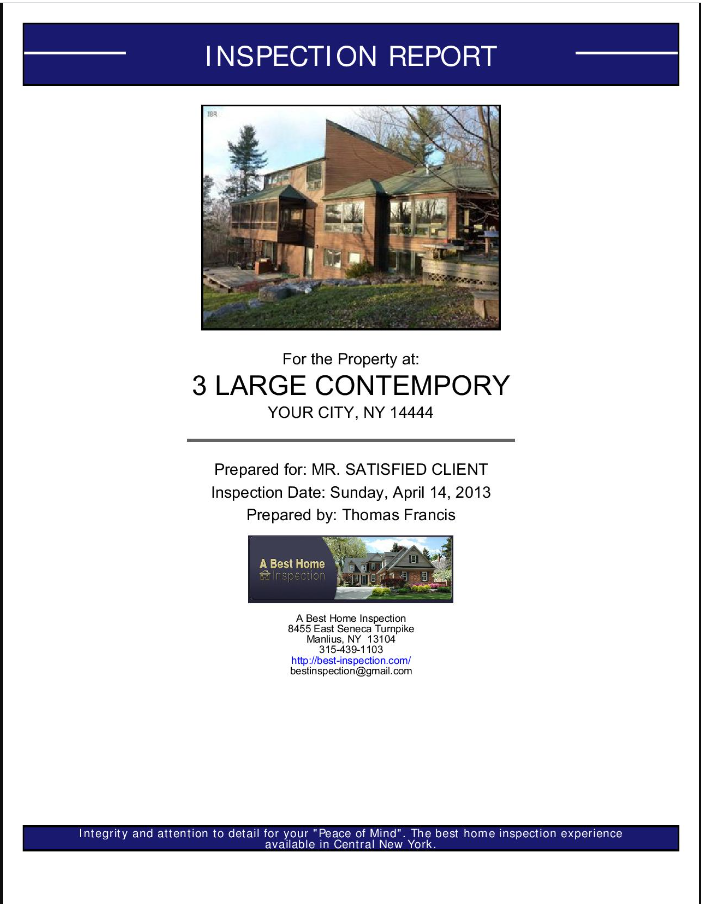 INSPECTION REPORT
For the Property at:
3 LARGE CONTEMPORY
YOUR CITY, NY 14444
Prepared for: MR. SATISFIED CLIENT
Inspection Date: Sunday, April 14, 2013
Prepared by: Thomas Francis
A Best Home
Inspection
A Best Home Inspection
8455 East Seneca Turnpike
Manlius, NY 13104
315-439-1103
http://best-inspection.com/
bestinspection@gmail.com
Integrity and attention to detail for your "Peace of Mind". The best home inspection experience
available in Central New York.